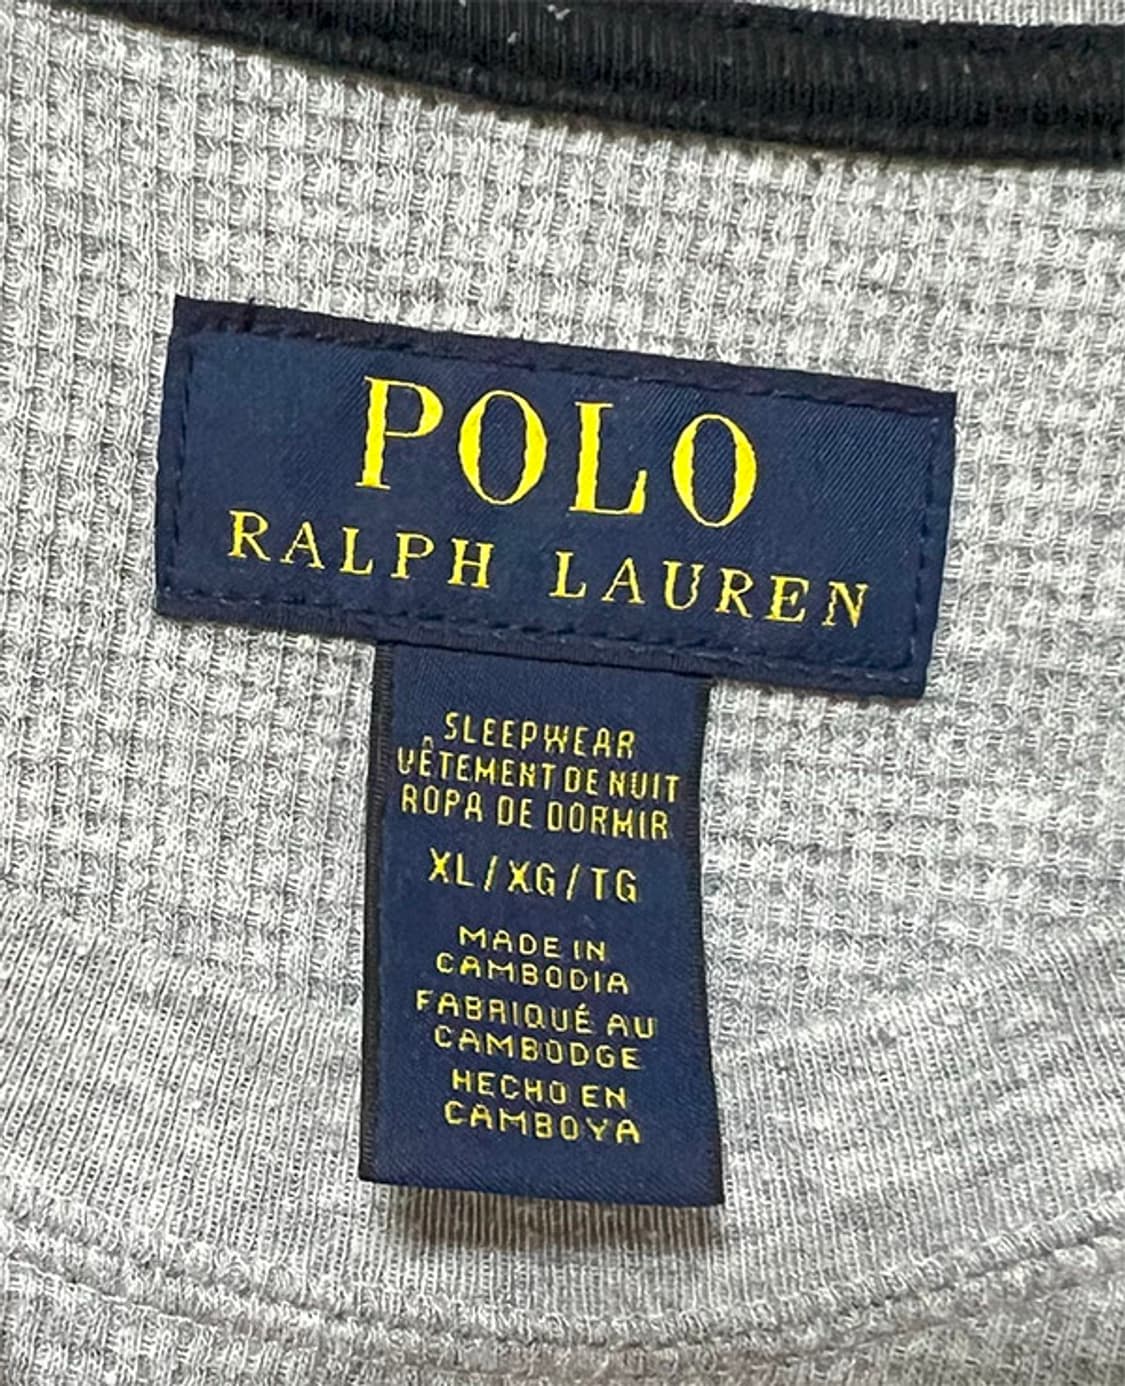 POLO
RALPH LAUREN
SLEEPWEAR
VÊTEMENT DE NUIT
ROPA DE DORMIR
XL/XG/TG
MADE IN
CAMBODIA
FABRIQUÉ AU
CAMBODGE
HECHO EN
CAMBOYA